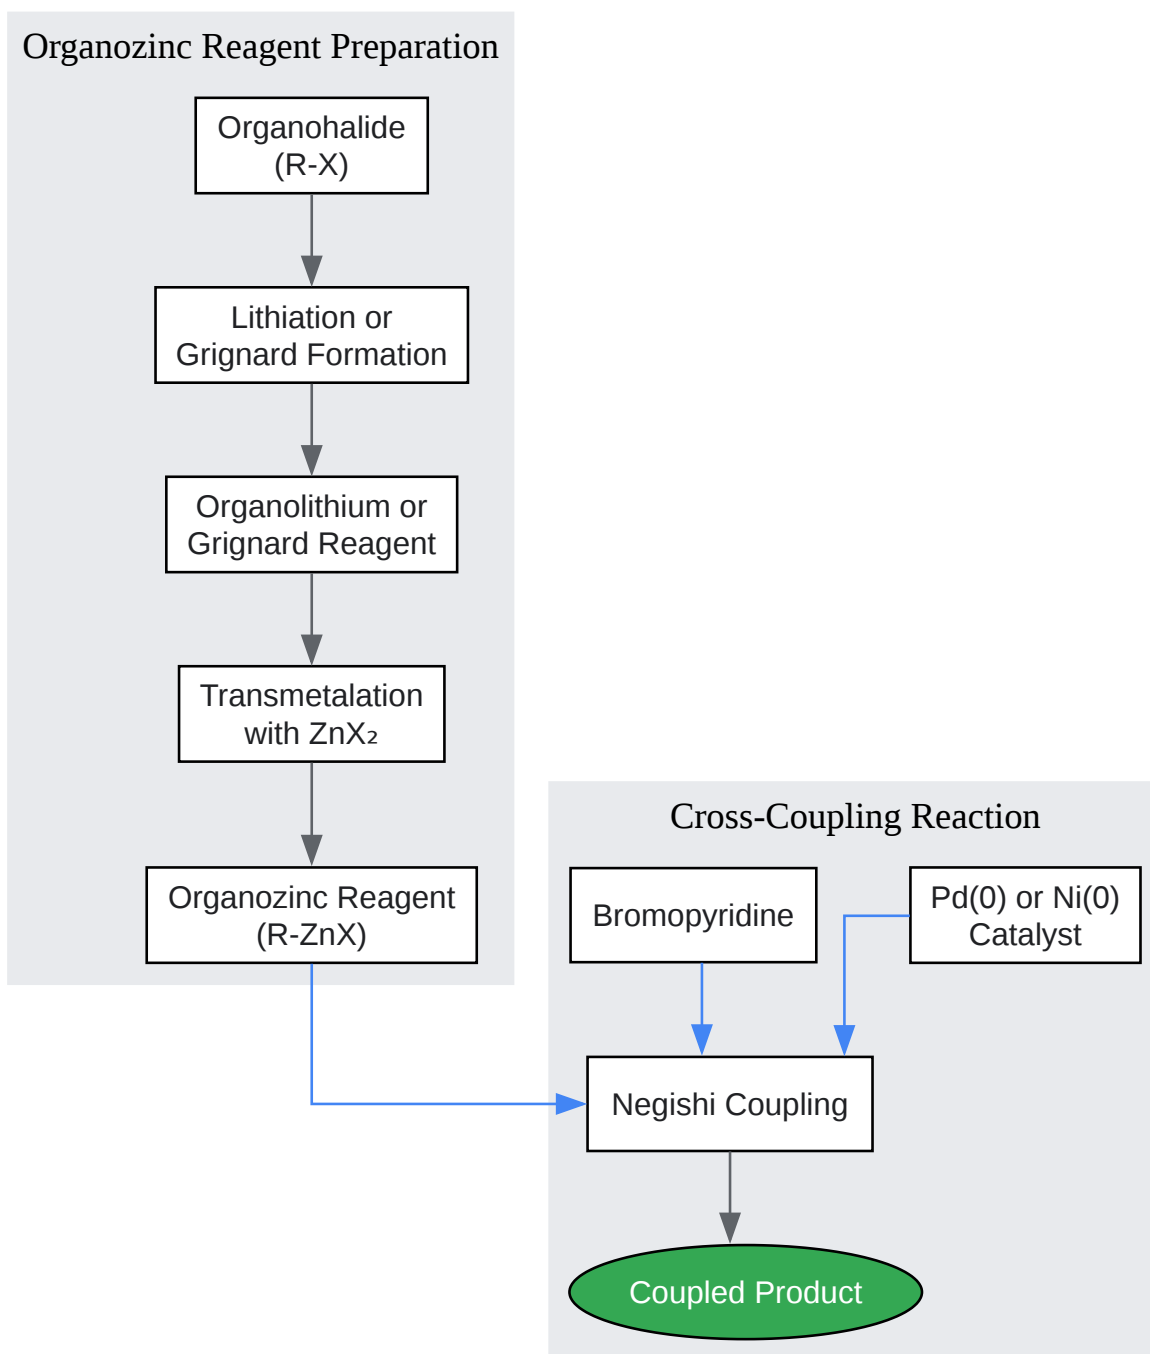 Organozinc Reagent Preparation
Organohalide
(R-X)
Lithiation or
Grignard Formation
Organolithium or
Grignard Reagent
Transmetalation
with ZnX₂
Organozinc Reagent
(R-ZnX)
Cross-Coupling Reaction
Bromopyridine
Pd(0) or Ni(0)
Catalyst
Negishi Coupling
Coupled Product